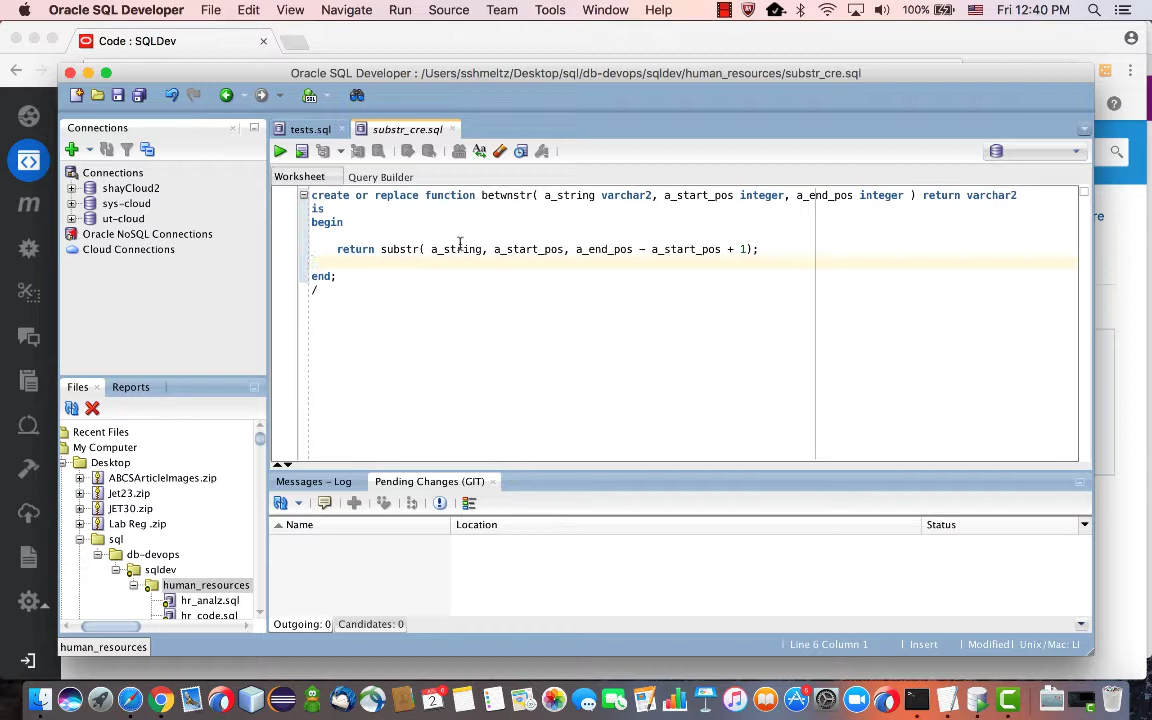 Oracle SQL Developer File Edit View Navigate Run Source Team Tools Window Help 100% Fri 12:40 PM
Code : SQLDev
Oracle SQL Developer : /Users/sshmeltz/Desktop/sql/db-devops/sqldev/human_resources/substr_cre.sql
Connections
Connections
shayCloud2
sys-cloud
ut-cloud
Oracle NoSQL Connections
Cloud Connections
tests.sql substr_cre.sql
Worksheet Query Builder
create or replace function betwnstr( a_string varchar2, a_start_pos integer, a_end_pos integer ) return varchar2
is
begin
return substr( a_string, a_start_pos, a_end_pos - a_start_pos + 1);
end;
/
Files Reports
Recent Files
My Computer
Desktop
ABCSArticleImages.zip
Jet23.zip
JET30.zip
Lab Reg .zip
sql
db-devops
sqldev
human_resources
hr_analz.sql
hr_code.sql
Messages - Log Pending Changes (GIT)
Name Location Status
Outgoing: 0 Candidates: 0
human_resources
Line 6 Column 1 Insert Modified Unix/Mac: LI